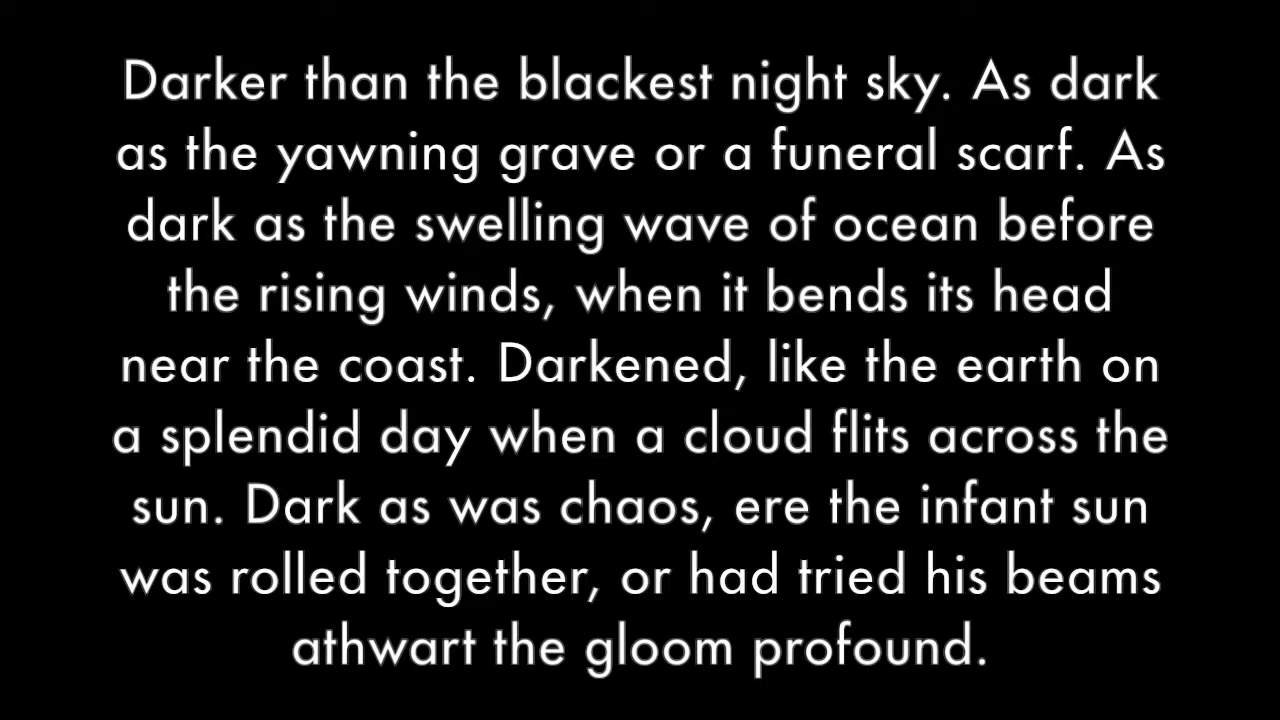 Darker than the blackest night sky. As dark
as the yawning grave or a funeral scarf. As
dark as the swelling wave of ocean before
the rising winds, when it bends its head
near the coast. Darkened, like the earth on
a splendid day when a cloud flits across the
sun. Dark as was chaos, ere the infant sun
was rolled together, or had tried his beams
athwart the gloom profound.